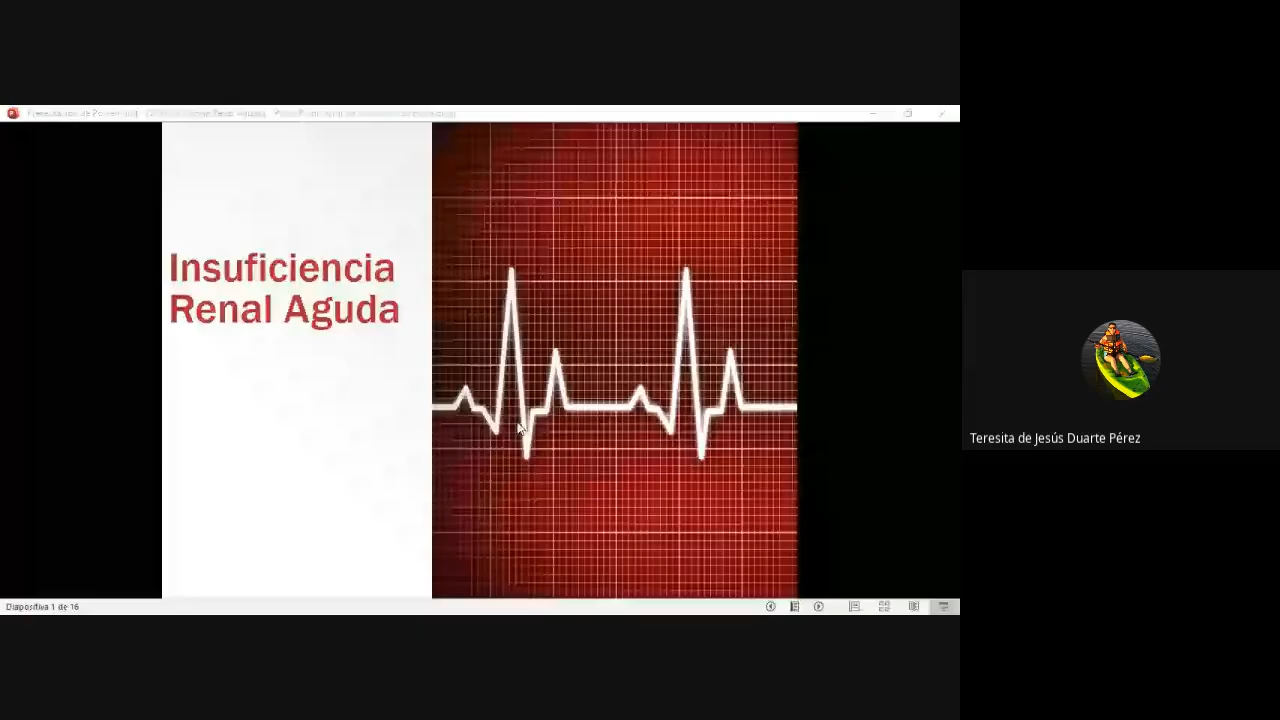 Insuficiencia
Renal Aguda
Teresita de Jesús Duarte Pérez
Diapositiva 1 de 16